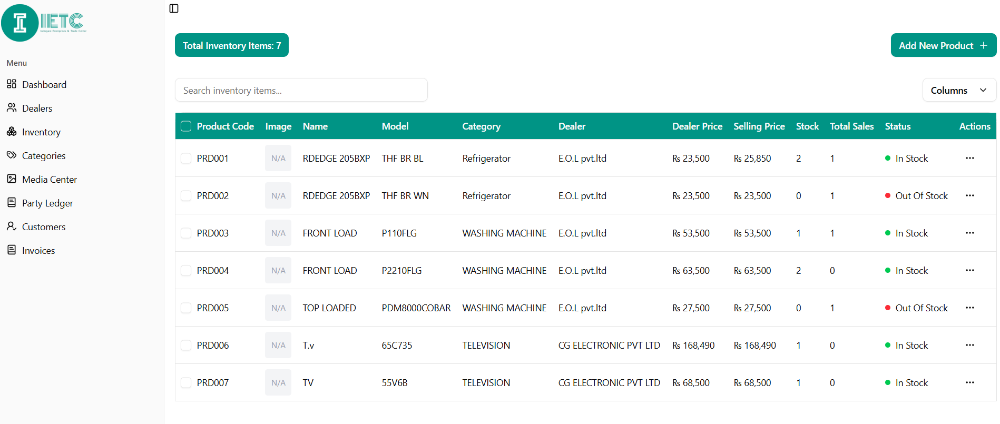 IETC
Indrayani Enterprises & Trade Center
Menu
Dashboard
Dealers
Inventory
Categories
Media Center
Party Ledger
Customers
Invoices
Total Inventory Items: 7
Add New Product +
Search inventory items...
Columns
Product Code Image Name Model Category Dealer Dealer Price Selling Price Stock Total Sales Status Actions
PRD001 N/A RDEDGE 205BXP THF BR BL Refrigerator E.O.L pvt.ltd ₨ 23,500 ₨ 25,850 2 1 In Stock ...
PRD002 N/A RDEDGE 205BXP THF BR WN Refrigerator E.O.L pvt.ltd ₨ 23,500 ₨ 23,500 0 1 Out Of Stock ...
PRD003 N/A FRONT LOAD P110FLG WASHING MACHINE E.O.L pvt.ltd ₨ 53,500 ₨ 53,500 1 1 In Stock ...
PRD004 N/A FRONT LOAD P2210FLG WASHING MACHINE E.O.L pvt.ltd ₨ 63,500 ₨ 63,500 2 0 In Stock ...
PRD005 N/A TOP LOADED PDM8000COBAR WASHING MACHINE E.O.L pvt.ltd ₨ 27,500 ₨ 27,500 0 1 Out Of Stock ...
PRD006 N/A T.v 65C735 TELEVISION CG ELECTRONIC PVT LTD ₨ 168,490 ₨ 168,490 1 0 In Stock ...
PRD007 N/A TV 55V6B TELEVISION CG ELECTRONIC PVT LTD ₨ 68,500 ₨ 68,500 1 0 In Stock ...